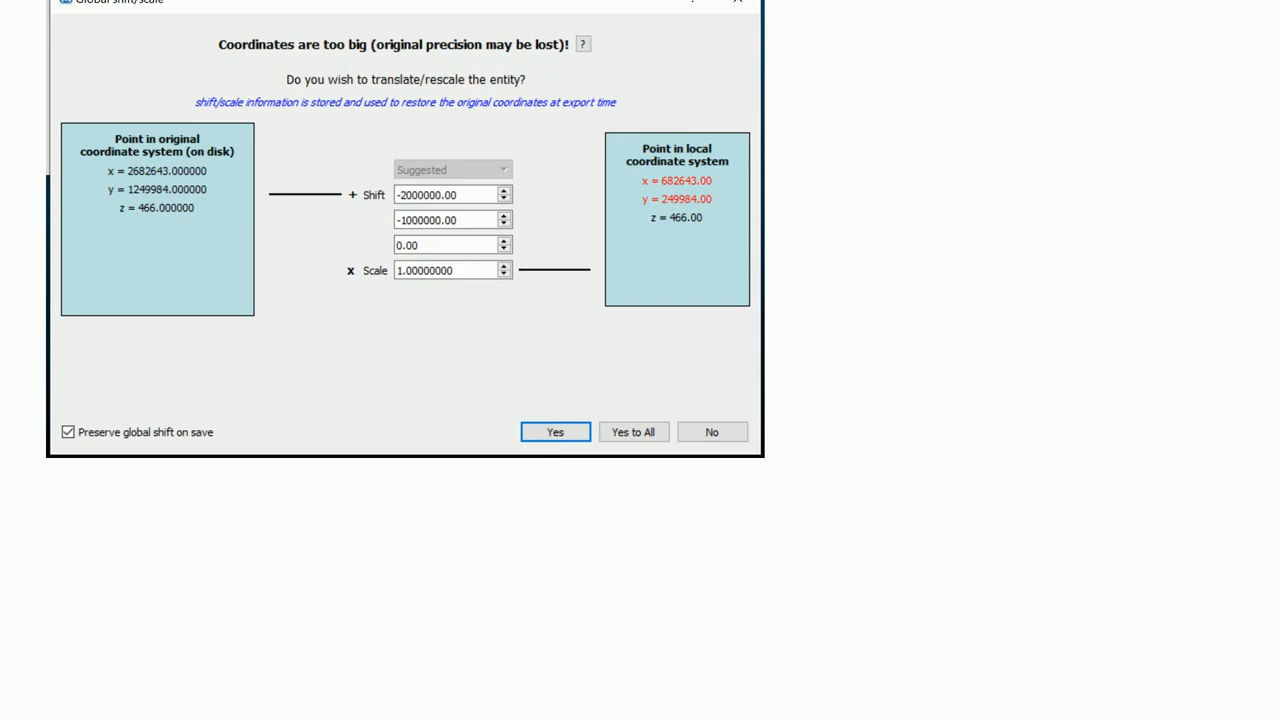 Global shift/scale
Coordinates are too big (original precision may be lost)! ?
Do you wish to translate/rescale the entity?
shift/scale information is stored and used to restore the original coordinates at export time
Point in original
coordinate system (on disk)
x = 2682643.000000
y = 1249984.000000
z = 466.000000
Suggested
+ Shift -2000000.00
-1000000.00
0.00
x Scale 1.00000000
Point in local
coordinate system
x = 682643.00
y = 249984.00
z = 466.00
Preserve global shift on save
Yes
Yes to All
No